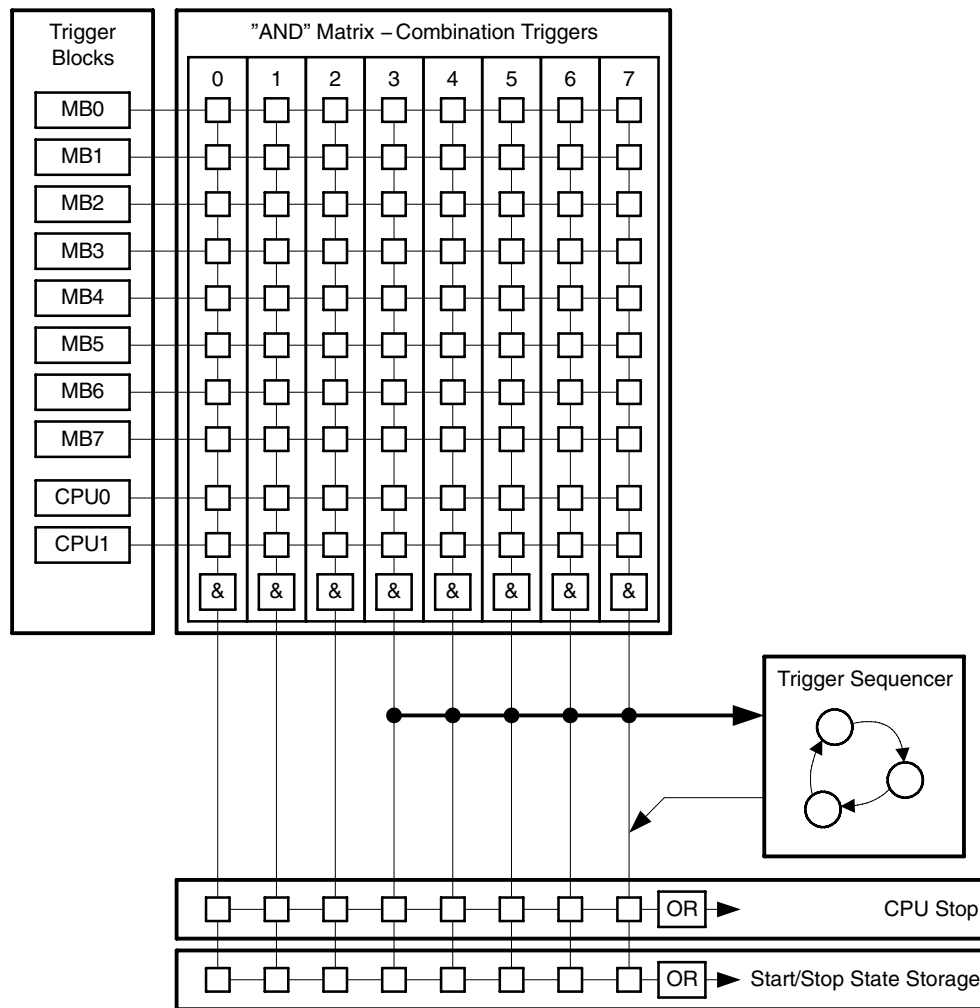 Trigger
Blocks
”AND” Matrix – Combination Triggers
0 1 2 3 4 5 6 7
MB0
MB1
MB2
MB3
MB4
MB5
MB6
MB7
CPU0
CPU1
& & & & & & & &
Trigger Sequencer
OR CPU Stop
OR Start/Stop State Storage